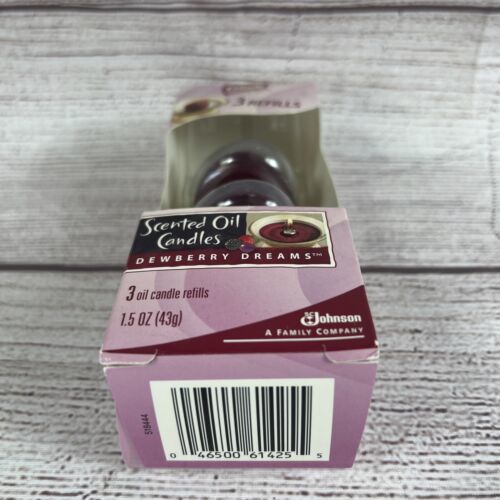 3 REFILLS
Scented Oil
Candles
DEWBERRY DREAMS™
3 oil candle refills
1.5 OZ (43g)
SC Johnson
A FAMILY COMPANY
518444
0 46500 61425 5